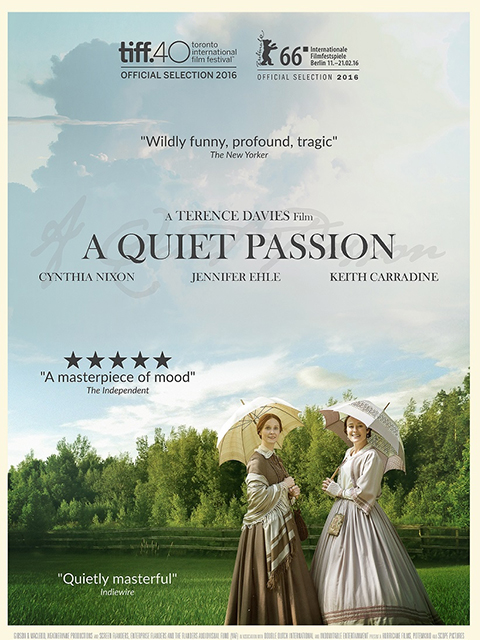 tiff.40 toronto
international
film festival
OFFICIAL SELECTION 2016
66 Internationale
Filmfestspiele
Berlin 11.–21.02.16
OFFICIAL SELECTION 2016
"Wildly funny, profound, tragic"
The New Yorker
A TERENCE DAVIES Film
A QUIET PASSION
CYNTHIA NIXON JENNIFER EHLE KEITH CARRADINE
★★★★★
"A masterpiece of mood"
The Independent
"Quietly masterful"
Indiewire